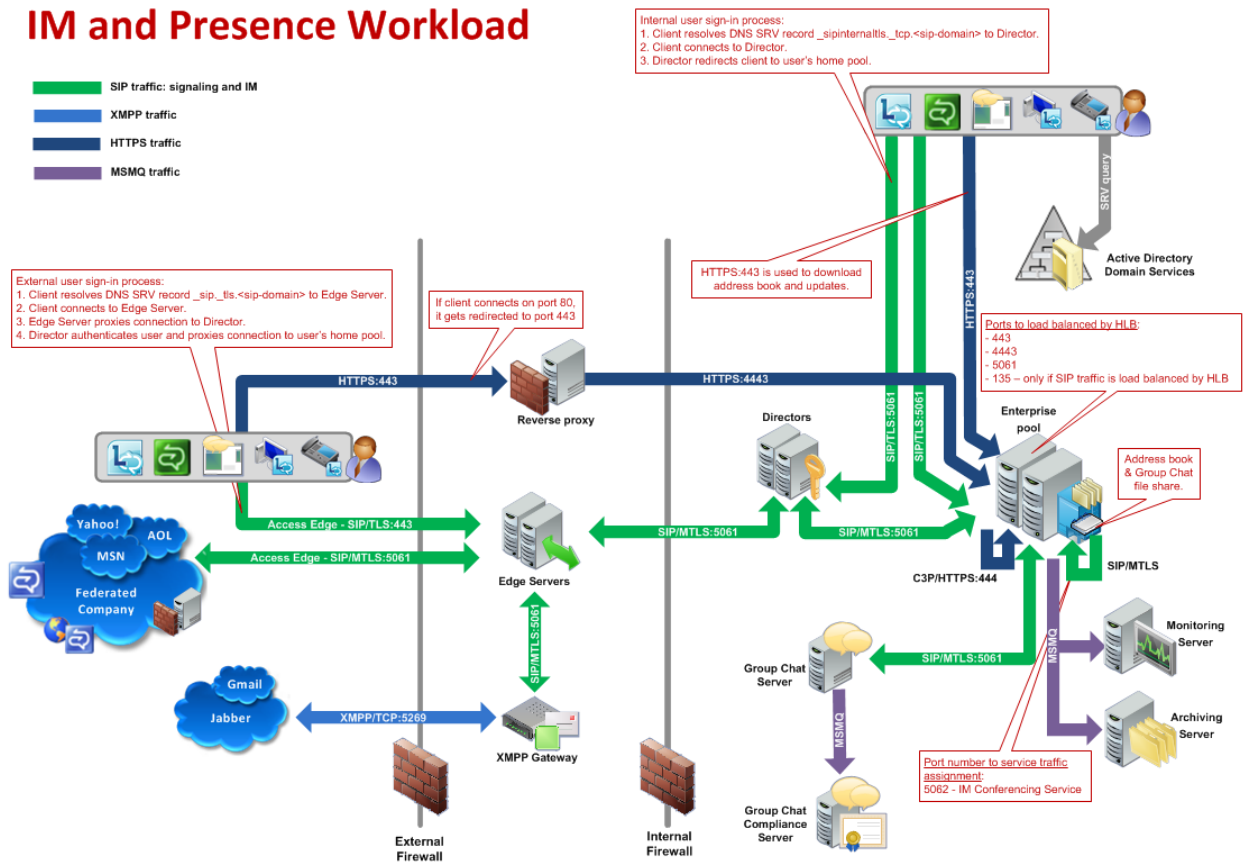 IM and Presence Workload
SIP traffic: signaling and IM
XMPP traffic
HTTPS traffic
MSMQ traffic
Internal user sign-in process:
1. Client resolves DNS SRV record _sipinternaltls._tcp.<sip-domain> to Director.
2. Client connects to Director.
3. Director redirects client to user's home pool.
SRV query
Active Directory
Domain Services
HTTPS:443 is used to download
address book and updates.
HTTPS:443
External user sign-in process:
1. Client resolves DNS SRV record _sip._tls.<sip-domain> to Edge Server.
2. Client connects to Edge Server.
3. Edge Server proxies connection to Director.
4. Director authenticates user and proxies connection to user's home pool.
If client connects on port 80,
it gets redirected to port 443
Ports to load balanced by HLB:
- 443
- 4443
- 5061
- 135 – only if SIP traffic is load balanced by HLB
HTTPS:443
Reverse proxy
HTTPS:4443
SIP/TLS:5061
SIP/TLS:5061
Directors
Enterprise
pool
Address book
& Group Chat
file share.
Access Edge - SIP/TLS:443
Access Edge - SIP/MTLS:5061
Edge Servers
SIP/MTLS:5061
SIP/MTLS:5061
C3P/HTTPS:444
SIP/MTLS
Yahoo!
AOL
MSN
Federated
Company
SIP/MTLS:5061
Gmail
Jabber
XMPP/TCP:5269
XMPP Gateway
Group Chat
Server
SIP/MTLS:5061
MSMQ
Monitoring
Server
Archiving
Server
MSMQ
Group Chat
Compliance
Server
Port number to service traffic
assignment:
5062 - IM Conferencing Service
External
Firewall
Internal
Firewall